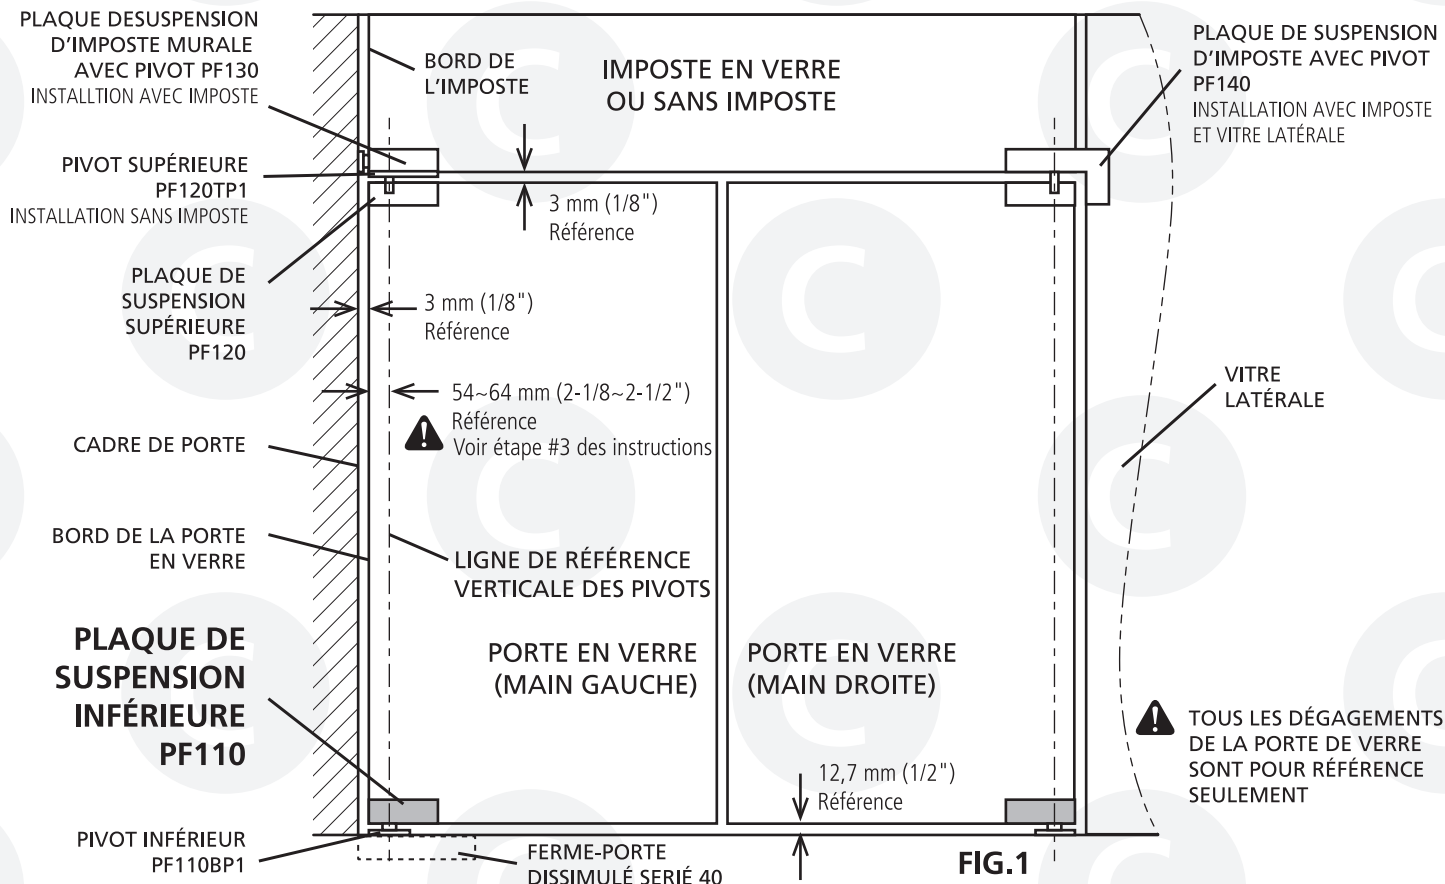 PLAQUE DESUSPENSION
D'IMPOSTE MURALE
AVEC PIVOT PF130
INSTALLTION AVEC IMPOSTE
PIVOT SUPÉRIEURE
PF120TP1
INSTALLATION SANS IMPOSTE
PLAQUE DE
SUSPENSION
SUPÉRIEURE
PF120
CADRE DE PORTE
BORD DE LA PORTE
EN VERRE
PLAQUE DE
SUSPENSION
INFÉRIEURE
PF110
PIVOT INFÉRIEUR
PF110BP1
BORD DE
L'IMPOSTE
IMPOSTE EN VERRE
OU SANS IMPOSTE
3 mm (1/8")
Référence
3 mm (1/8")
Référence
54~64 mm (2-1/8~2-1/2")
Référence
Voir étape #3 des instructions
LIGNE DE RÉFÉRENCE
VERTICALE DES PIVOTS
PORTE EN VERRE
(MAIN GAUCHE)
PORTE EN VERRE
(MAIN DROITE)
12,7 mm (1/2")
Référence
FERME-PORTE
DISSIMULÉ SERIÉ 40
FIG.1
PLAQUE DE SUSPENSION
D'IMPOSTE AVEC PIVOT
PF140
INSTALLATION AVEC IMPOSTE
ET VITRE LATÉRALE
VITRE
LATÉRALE
TOUS LES DÉGAGEMENTS
DE LA PORTE DE VERRE
SONT POUR RÉFÉRENCE
SEULEMENT